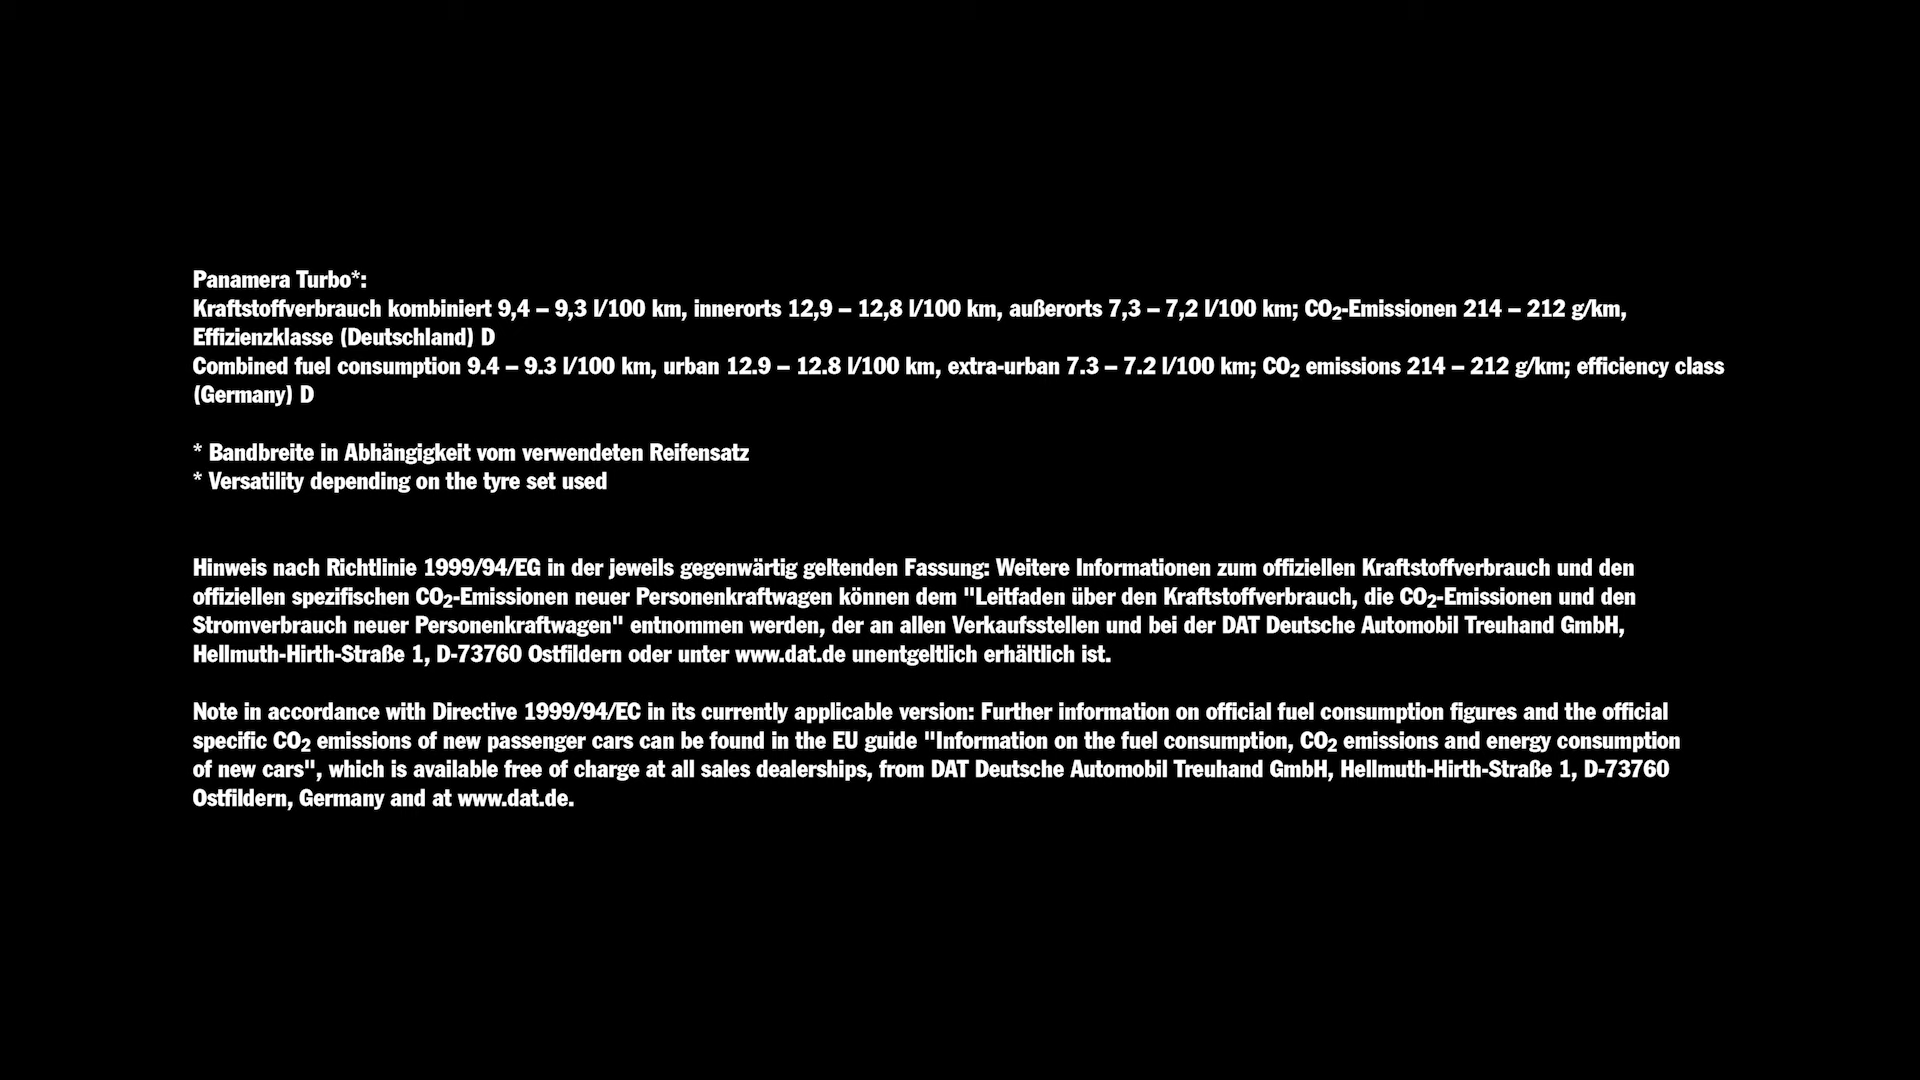 Panamera Turbo*:
Kraftstoffverbrauch kombiniert 9,4 – 9,3 l/100 km, innerorts 12,9 – 12,8 l/100 km, außerorts 7,3 – 7,2 l/100 km; CO₂-Emissionen 214 – 212 g/km,
Effizienzklasse (Deutschland) D
Combined fuel consumption 9.4 – 9.3 l/100 km, urban 12.9 – 12.8 l/100 km, extra-urban 7.3 – 7.2 l/100 km; CO₂ emissions 214 – 212 g/km; efficiency class
(Germany) D
* Bandbreite in Abhängigkeit vom verwendeten Reifensatz
* Versatility depending on the tyre set used
Hinweis nach Richtlinie 1999/94/EG in der jeweils gegenwärtig geltenden Fassung: Weitere Informationen zum offiziellen Kraftstoffverbrauch und den
offiziellen spezifischen CO₂-Emissionen neuer Personenkraftwagen können dem "Leitfaden über den Kraftstoffverbrauch, die CO₂-Emissionen und den
Stromverbrauch neuer Personenkraftwagen" entnommen werden, der an allen Verkaufsstellen und bei der DAT Deutsche Automobil Treuhand GmbH,
Hellmuth-Hirth-Straße 1, D-73760 Ostfildern oder unter www.dat.de unentgeltlich erhältlich ist.
Note in accordance with Directive 1999/94/EC in its currently applicable version: Further information on official fuel consumption figures and the official
specific CO₂ emissions of new passenger cars can be found in the EU guide "Information on the fuel consumption, CO₂ emissions and energy consumption
of new cars", which is available free of charge at all sales dealerships, from DAT Deutsche Automobil Treuhand GmbH, Hellmuth-Hirth-Straße 1, D-73760
Ostfildern, Germany and at www.dat.de.